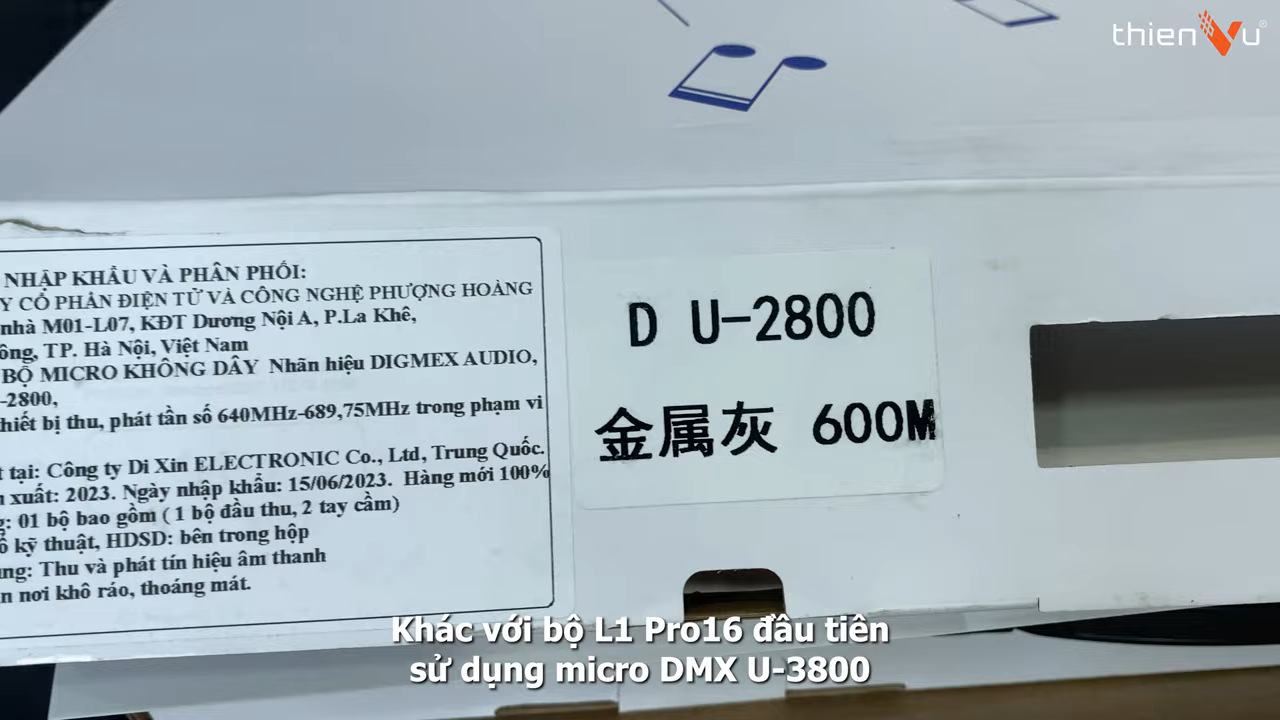 thienVu
NHẬP KHẨU VÀ PHÂN PHỐI:
Y CỔ PHẦN ĐIỆN TỬ VÀ CÔNG NGHỆ PHƯỢNG HOÀNG
nhà M01-L07, KĐT Dương Nội A, P.La Khê,
ông, TP. Hà Nội, Việt Nam
BỘ MICRO KHÔNG DÂY Nhãn hiệu DIGMEX AUDIO,
-2800,
hiết bị thu, phát tần số 640MHz-689,75MHz trong phạm vi
t tại: Công ty Di Xin ELECTRONIC Co., Ltd, Trung Quốc.
n xuất: 2023. Ngày nhập khẩu: 15/06/2023. Hàng mới 100%
g: 01 bộ bao gồm ( 1 bộ đầu thu, 2 tay cầm)
ố kỹ thuật, HDSD: bên trong hộp
ụng: Thu và phát tín hiệu âm thanh
n nơi khô ráo, thoáng mát.
D U-2800
金属灰 600M
Khác với bộ L1 Pro16 đầu tiên
sử dụng micro DMX U-3800